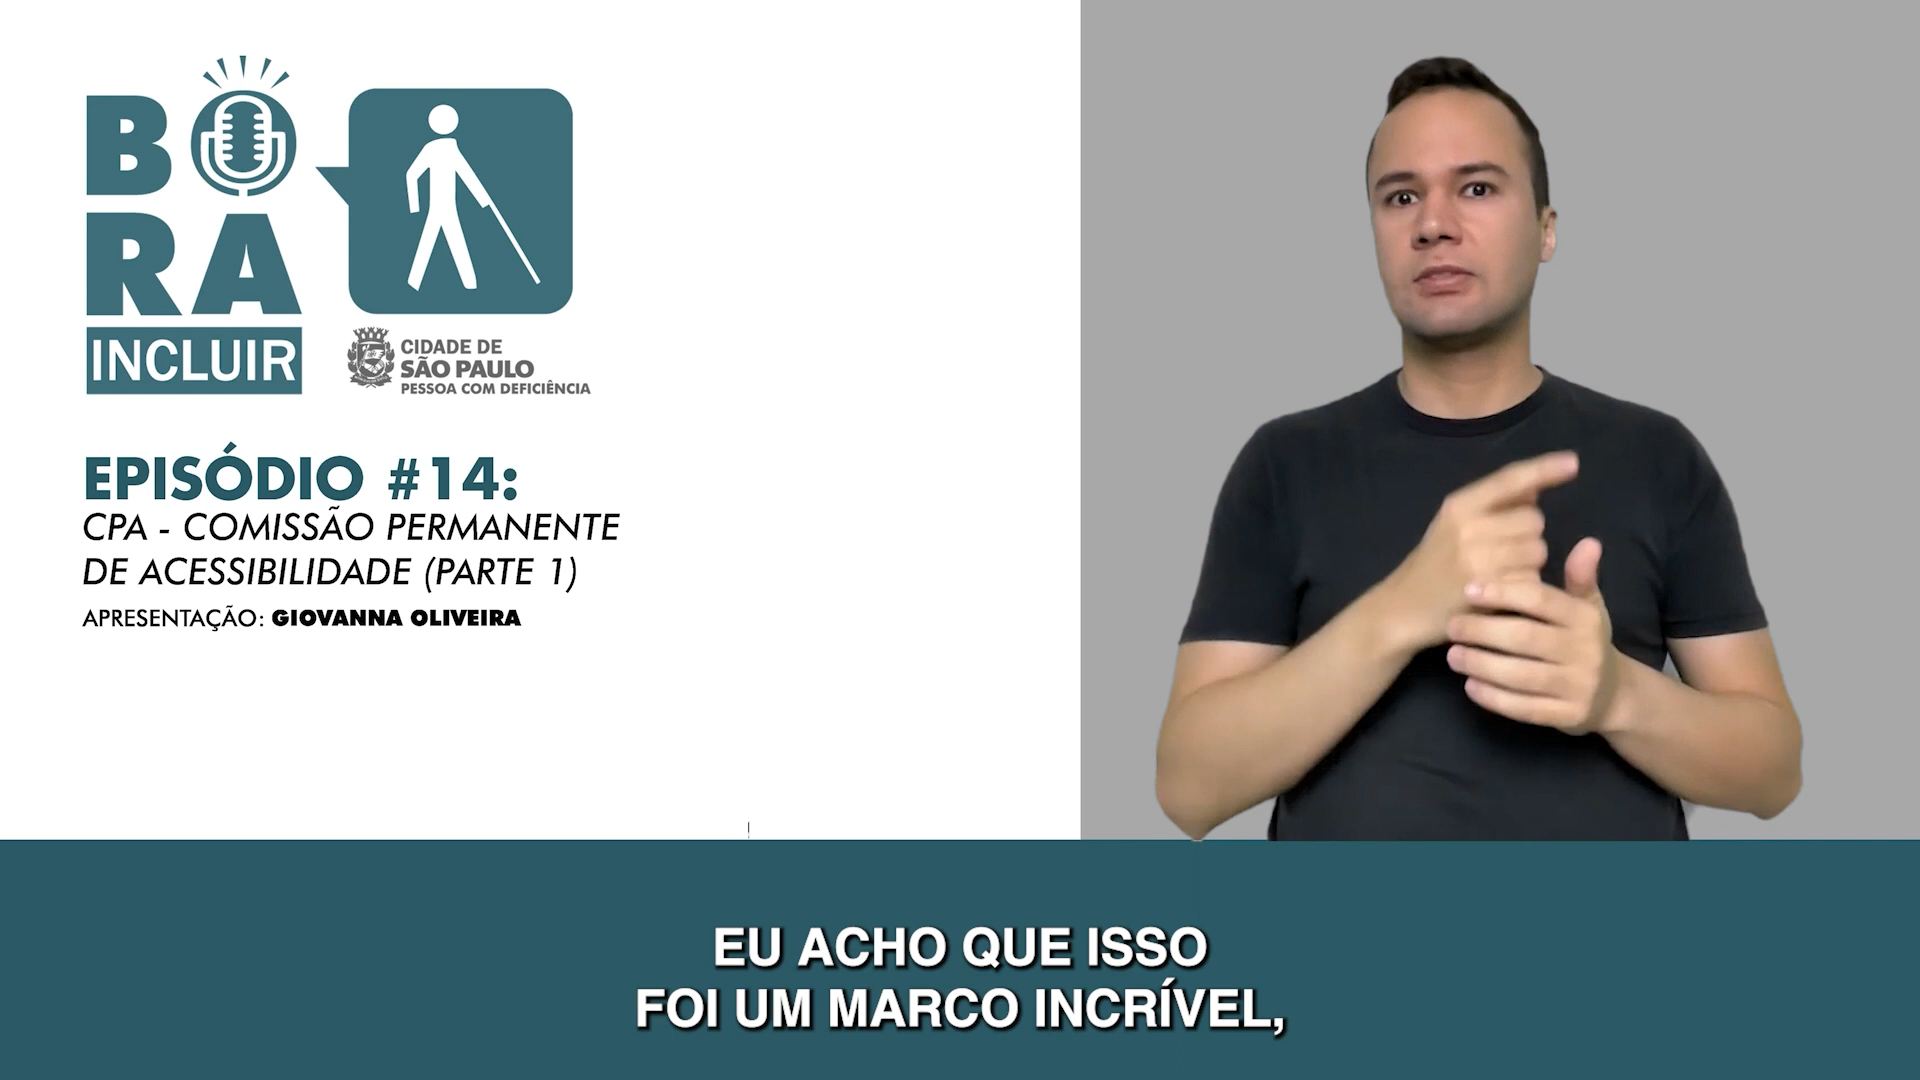 BORA
INCLUIR
CIDADE DE
SÃO PAULO
PESSOA COM DEFICIÊNCIA
EPISÓDIO #14:
CPA - COMISSÃO PERMANENTE
DE ACESSIBILIDADE (PARTE 1)
APRESENTAÇÃO: GIOVANNA OLIVEIRA
EU ACHO QUE ISSO
FOI UM MARCO INCRÍVEL,